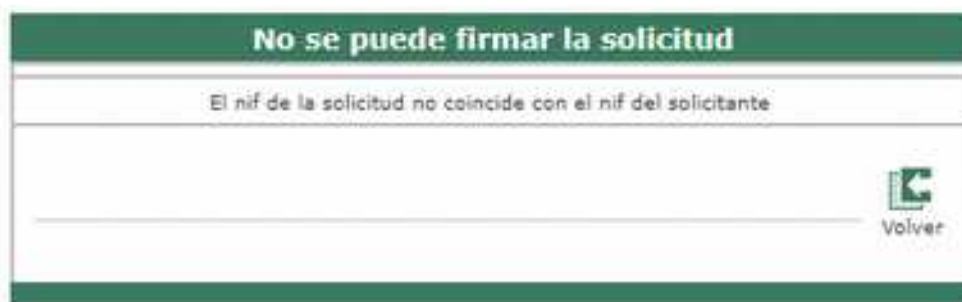 No se puede firmar la solicitud
El nif de la solicitud no coincide con el nif del solicitante
Volver